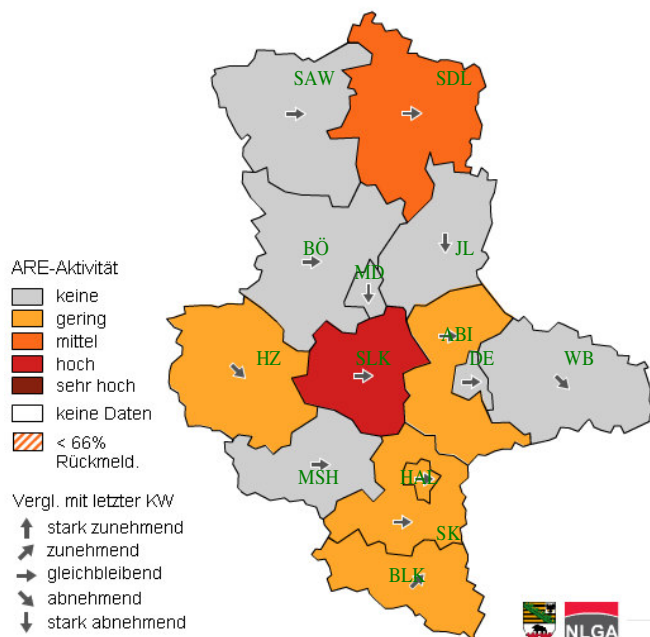 SAW
SDL
BÖ
JL
MD
ARE-Aktivität
keine
gering
mittel
hoch
sehr hoch
keine Daten
< 66%
Rückmeld.
HZ
SLK
ABI
DE
WB
MSH
HAL
SK
BLK
Vergl. mit letzter KW
stark zunehmend
zunehmend
gleichbleibend
abnehmend
stark abnehmend
NLGA